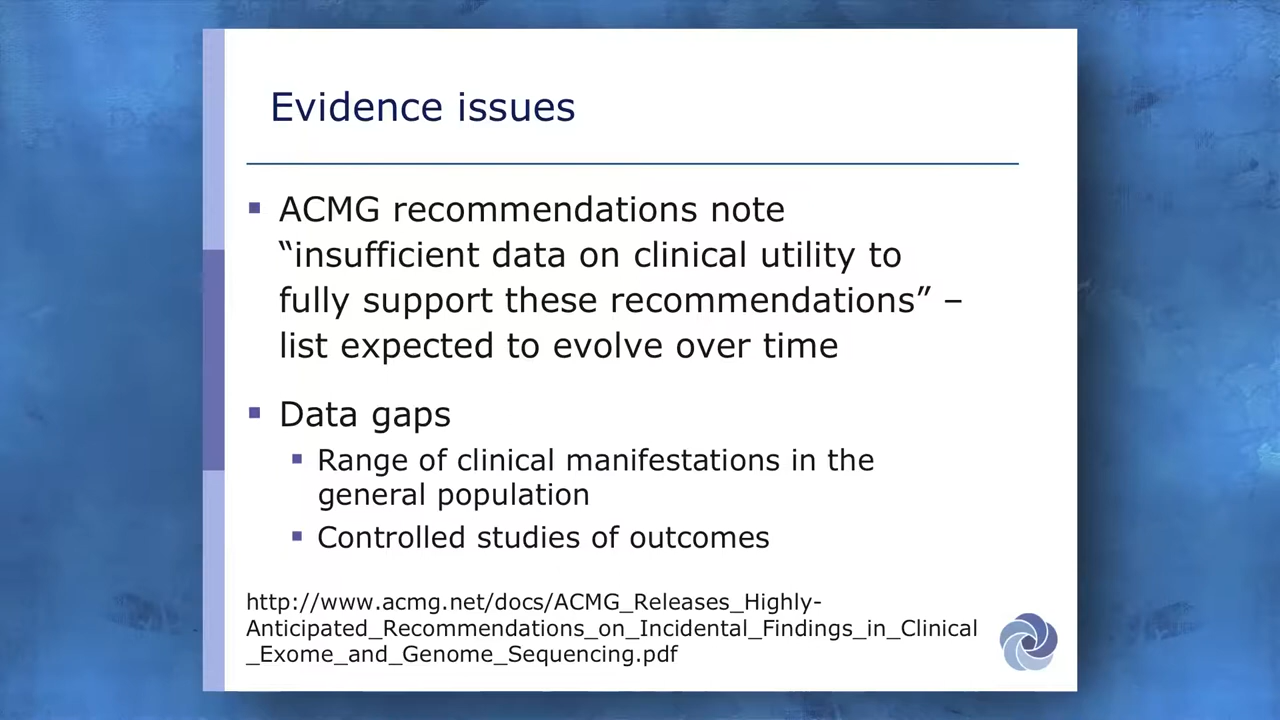 Evidence issues
ACMG recommendations note
“insufficient data on clinical utility to
fully support these recommendations” –
list expected to evolve over time
Data gaps
Range of clinical manifestations in the
general population
Controlled studies of outcomes
http://www.acmg.net/docs/ACMG_Releases_Highly-
Anticipated_Recommendations_on_Incidental_Findings_in_Clinical
_Exome_and_Genome_Sequencing.pdf